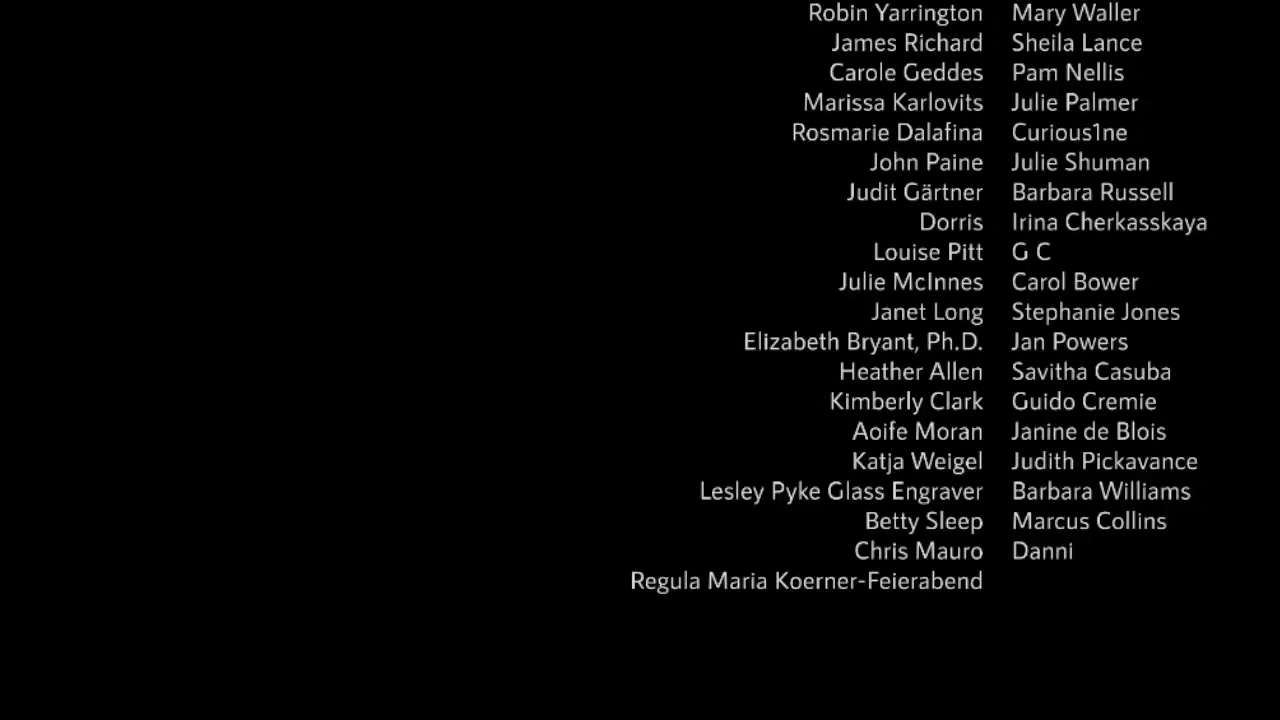 Robin Yarrington Mary Waller
James Richard Sheila Lance
Carole Geddes Pam Nellis
Marissa Karlovits Julie Palmer
Rosmarie Dalafina Curious1ne
John Paine Julie Shuman
Judit Gärtner Barbara Russell
Dorris Irina Cherkasskaya
Louise Pitt G C
Julie McInnes Carol Bower
Janet Long Stephanie Jones
Elizabeth Bryant, Ph.D. Jan Powers
Heather Allen Savitha Casuba
Kimberly Clark Guido Cremie
Aoife Moran Janine de Blois
Katja Weigel Judith Pickavance
Lesley Pyke Glass Engraver Barbara Williams
Betty Sleep Marcus Collins
Chris Mauro Danni
Regula Maria Koerner-Feierabend